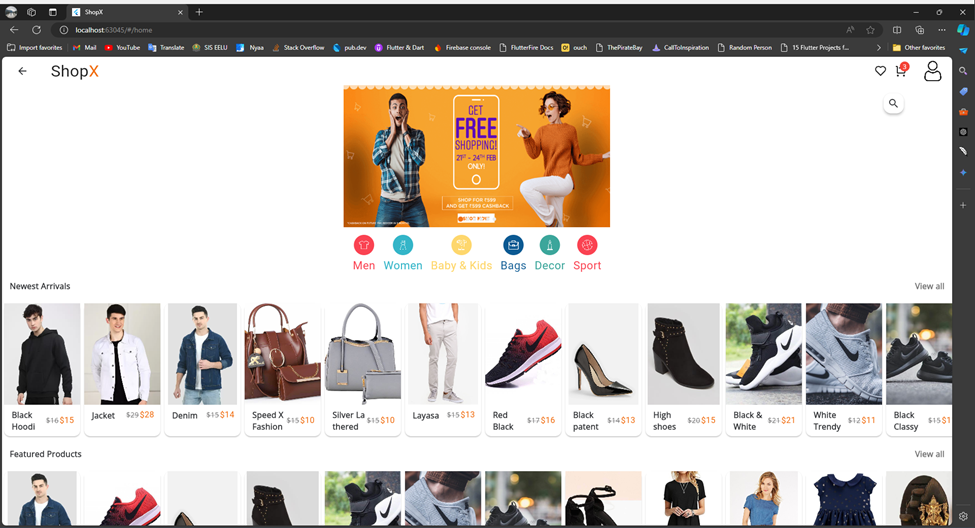 ShopX
localhost:63045/#/home
Import favorites
Mail
YouTube
Translate
SIS EELU
Nyaa
Stack Overflow
pub.dev
Flutter & Dart
Firebase console
FlutterFire Docs
ouch
ThePirateBay
CallToInspiration
Random Person
15 Flutter Projects f...
Other favorites
ShopX
3
GET
FREE
SHOPPING!
21ST - 24TH FEB
ONLY!
SHOP FOR ₹599
AND GET ₹599 CASHBACK
Men
Women
Baby & Kids
Bags
Decor
Sport
Newest Arrivals
View all
Black Hoodi $16 $15
Jacket $29 $28
Denim $15 $14
Speed X Fashion $15 $10
Silver La thered $15 $10
Layasa $15 $13
Red Black $17 $16
Black patent $14 $13
High shoes $20 $15
Black & White $21 $21
White Trendy $12 $11
Black Classy $15 $1
Featured Products
View all